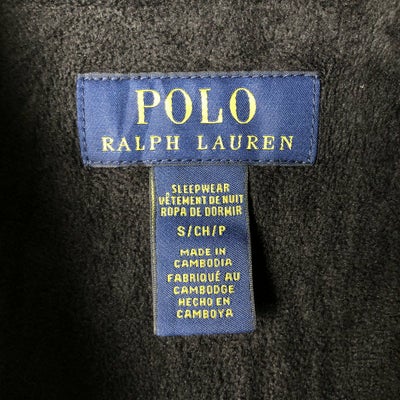 POLO
RALPH LAUREN
SLEEPWEAR
VÊTEMENT DE NUIT
ROPA DE DORMIR
S/CH/P
MADE IN
CAMBODIA
FABRIQUÉ AU
CAMBODGE
HECHO EN
CAMBOYA